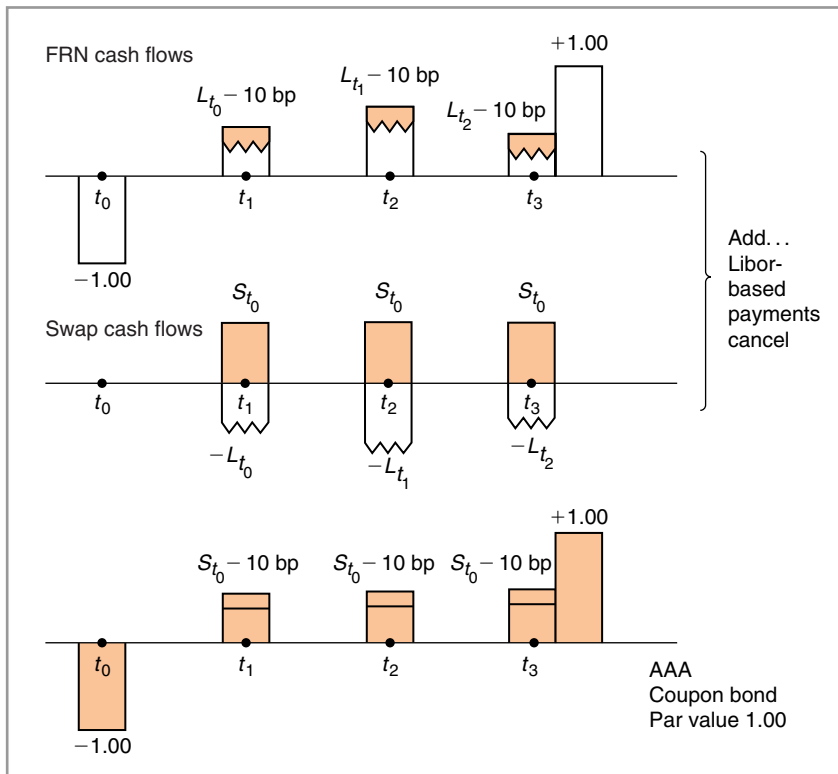 FRN cash flows
+1.00
L_{t_0} − 10 bp
L_{t_1} − 10 bp
L_{t_2} − 10 bp
t_0
t_1
t_2
t_3
−1.00
Add...
Libor-
based
payments
cancel
S_{t_0}
S_{t_0}
S_{t_0}
Swap cash flows
t_0
t_1
t_2
t_3
−L_{t_0}
−L_{t_1}
−L_{t_2}
+1.00
S_{t_0} − 10 bp
S_{t_0} − 10 bp
S_{t_0} − 10 bp
t_0
t_1
t_2
t_3
−1.00
AAA
Coupon bond
Par value 1.00